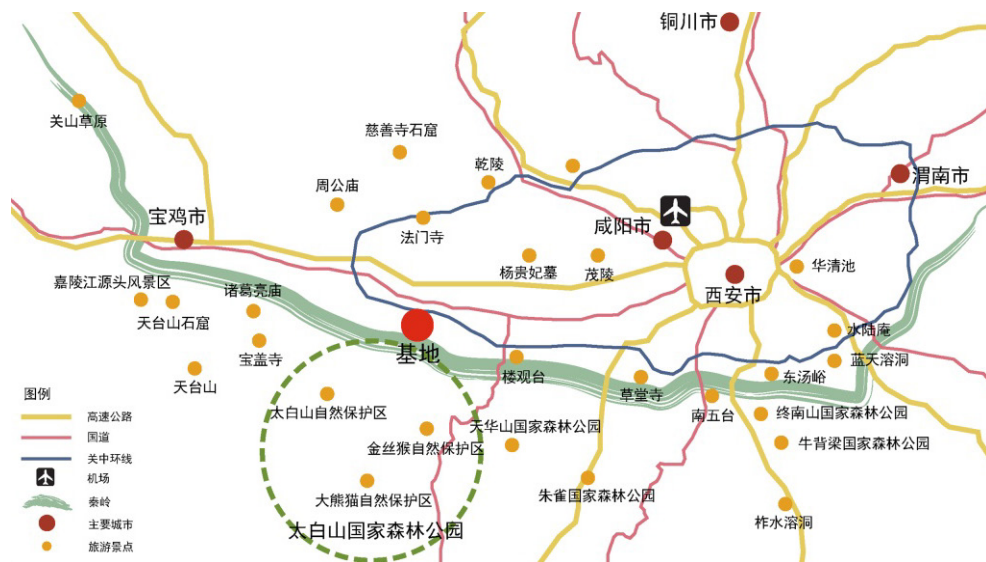 铜川市
关山草原
慈善寺石窟
乾陵
渭南市
周公庙
宝鸡市
法门寺
咸阳市
杨贵妃墓
茂陵
华清池
嘉陵江源头风景区
诸葛亮庙
西安市
天台山石窟
水陆庵
宝盖寺
基地
蓝天溶洞
楼观台
东汤峪
天台山
草堂寺
图例
太白山自然保护区
南五台
终南山国家森林公园
高速公路
天华山国家森林公园
国道
金丝猴自然保护区
牛背梁国家森林公园
关中环线
机场
大熊猫自然保护区
朱雀国家森林公园
秦岭
太白山国家森林公园
柞水溶洞
主要城市
旅游景点